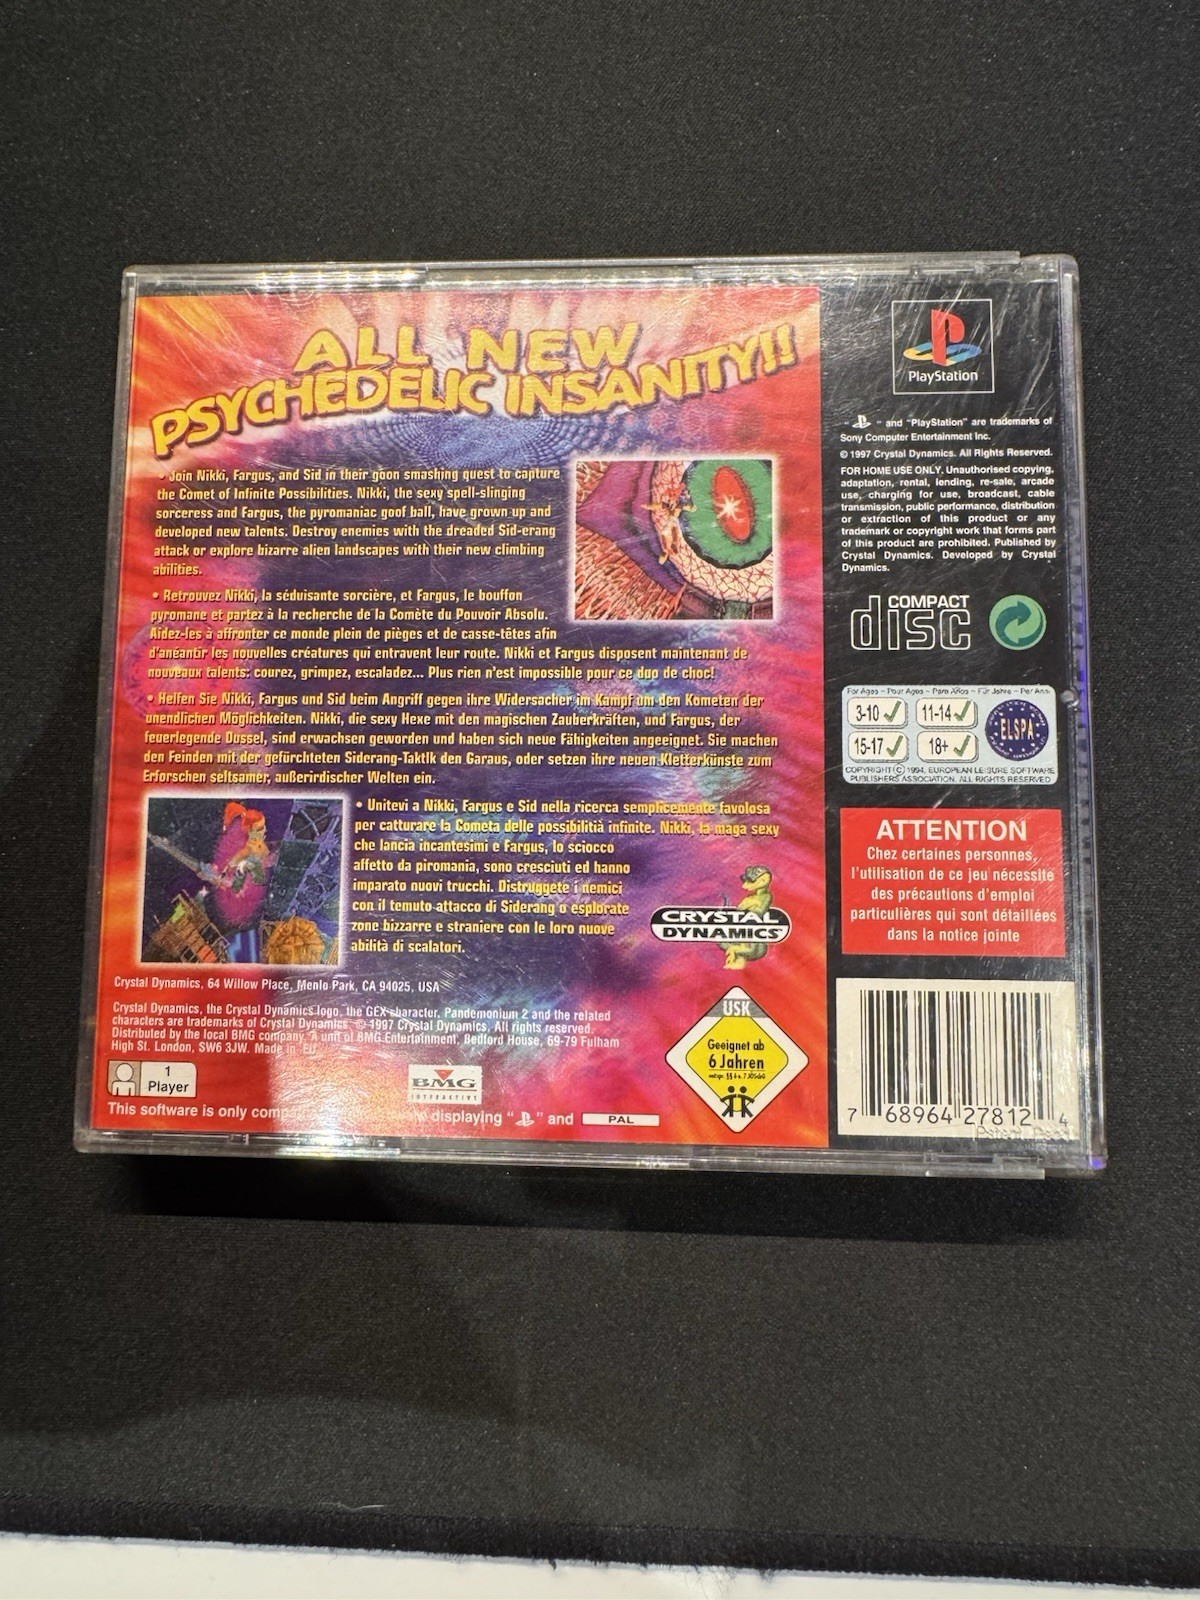 ALL NEW
PSYCHEDELIC INSANITY!!
• Join Nikki, Fargus, and Sid in their goon smashing quest to capture
the Comet of Infinite Possibilities. Nikki, the sexy spell-slinging
sorceress and Fargus, the pyromaniac goof ball, have grown up and
developed new talents. Destroy enemies with the dreaded Sid-erang
attack or explore bizarre alien landscapes with their new climbing
abilities.
• Retrouvez Nikki, la séduisante sorcière, et Fargus, le bouffon
pyromane et partez à la recherche de la Comète du Pouvoir Absolu.
Aidez-les à affronter ce monde plein de pièges et de casse-têtes afin
d'anéantir les nouvelles créatures qui entravent leur route. Nikki et Fargus disposent maintenant de
nouveaux talents: courez, grimpez, escaladez... Plus rien n'est impossible pour ce duo de choc!
• Helfen Sie Nikki, Fargus und Sid beim Angriff gegen ihre Widersacher im Kampf um den Kometen der
unendlichen Möglichkeiten. Nikki, die sexy Hexe mit den magischen Zauberkräften, und Fargus, der
feuerlegende Dussel, sind erwachsen geworden und haben sich neue Fähigkeiten angeeignet. Sie machen
den Feinden mit der gefürchteten Siderang-Taktik den Garaus, oder setzen ihre neuen Kletterkünste zum
Erforschen seltsamer, außerirdischer Welten ein.
• Unitevi a Nikki, Fargus e Sid nella ricerca semplicemente favolosa
per catturare la Cometa delle possibilitià infinite. Nikki, la maga sexy
che lancia incantesimi e Fargus, lo sciocco
affetto da piromania, sono cresciuti ed hanno
imparato nuovi trucchi. Distruggete i nemici
con il temuto attacco di Siderang o esplorate
zone bizzarre e straniere con le loro nuove
abilità di scalatori.
CRYSTAL
DYNAMICS
Crystal Dynamics, 64 Willow Place, Menlo Park, CA 94025, USA
Crystal Dynamics, the Crystal Dynamics logo, the GEX character, Pandemonium 2 and the related
characters are trademarks of Crystal Dynamics. © 1997 Crystal Dynamics, All rights reserved.
Distributed by the local BMG company. A unit of BMG Entertainment, Bedford House, 69-79 Fulham
High St. London, SW6 3JW. Made in EU
1
Player
BMG
INTERACTIVE
USK
Geeignet ab
6 Jahren
This software is only displaying " " and PAL
PlayStation
" " and "PlayStation" are trademarks of
Sony Computer Entertainment Inc.
© 1997 Crystal Dynamics. All Rights Reserved.
FOR HOME USE ONLY. Unauthorised copying,
adaptation, rental, lending, re-sale, arcade
use, charging for use, broadcast, cable
transmission, public performance, distribution
or extraction of this product or any
trademark or copyright work that forms part
of this product are prohibited. Published by
Crystal Dynamics. Developed by Crystal
Dynamics.
COMPACT
disc
For Ages – Pour Ages – Para Años – Für Jahre – Per Anni
3-10 11-14
15-17 18+
ELSPA
COPYRIGHT (C) 1994, EUROPEAN LEISURE SOFTWARE
PUBLISHERS ASSOCIATION. ALL RIGHTS RESERVED
ATTENTION
Chez certaines personnes,
l'utilisation de ce jeu nécessite
des précautions d'emploi
particulières qui sont détaillées
dans la notice jointe
7 68964 27812 4